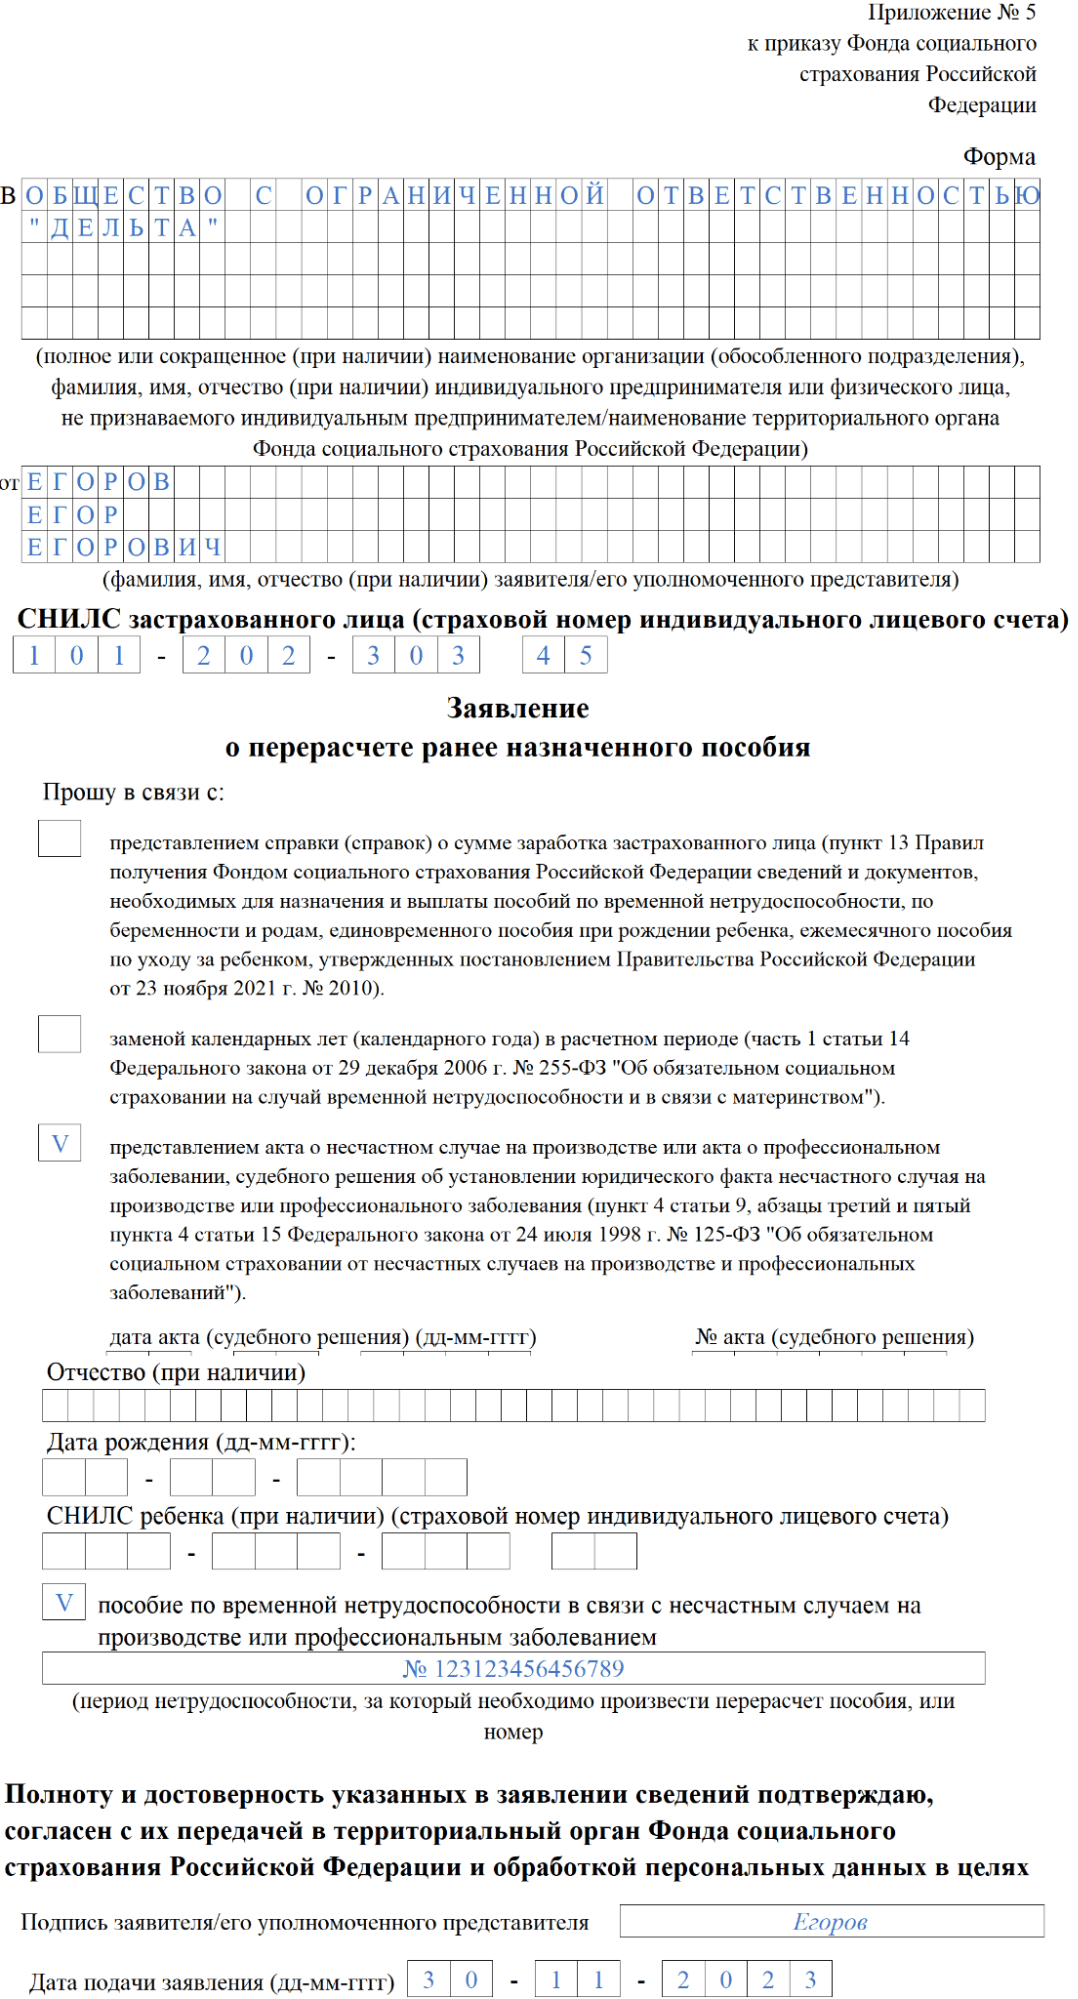 Приложение № 5
к приказу Фонда социального
страхования Российской
Федерации
Форма
В ОБЩЕСТВО С ОГРАНИЧЕННОЙ ОТВЕТСТВЕННОСТЬЮ
"ДЕЛЬТА"
(полное или сокращенное (при наличии) наименование организации (обособленного подразделения),
фамилия, имя, отчество (при наличии) индивидуального предпринимателя или физического лица,
не признаваемого индивидуальным предпринимателем/наименование территориального органа
Фонда социального страхования Российской Федерации)
от ЕГОРОВ
ЕГОР
ЕГОРОВИЧ
(фамилия, имя, отчество (при наличии) заявителя/его уполномоченного представителя)
СНИЛС застрахованного лица (страховой номер индивидуального лицевого счета)
101 - 202 - 303 45
Заявление
о перерасчете ранее назначенного пособия
Прошу в связи с:
представлением справки (справок) о сумме заработка застрахованного лица (пункт 13 Правил
получения Фондом социального страхования Российской Федерации сведений и документов,
необходимых для назначения и выплаты пособий по временной нетрудоспособности, по
беременности и родам, единовременного пособия при рождении ребенка, ежемесячного пособия
по уходу за ребенком, утвержденных постановлением Правительства Российской Федерации
от 23 ноября 2021 г. № 2010).
заменой календарных лет (календарного года) в расчетном периоде (часть 1 статьи 14
Федерального закона от 29 декабря 2006 г. № 255-ФЗ "Об обязательном социальном
страховании на случай временной нетрудоспособности и в связи с материнством").
V представлением акта о несчастном случае на производстве или акта о профессиональном
заболевании, судебного решения об установлении юридического факта несчастного случая на
производстве или профессионального заболевания (пункт 4 статьи 9, абзацы третий и пятый
пункта 4 статьи 15 Федерального закона от 24 июля 1998 г. № 125-ФЗ "Об обязательном
социальном страховании от несчастных случаев на производстве и профессиональных
заболеваний").
дата акта (судебного решения) (дд-мм-гггг) № акта (судебного решения)
Отчество (при наличии)
Дата рождения (дд-мм-гггг):
- -
СНИЛС ребенка (при наличии) (страховой номер индивидуального лицевого счета)
- -
V пособие по временной нетрудоспособности в связи с несчастным случаем на
производстве или профессиональным заболеванием
№ 123123456456789
(период нетрудоспособности, за который необходимо произвести перерасчет пособия, или
номер
Полноту и достоверность указанных в заявлении сведений подтверждаю,
согласен с их передачей в территориальный орган Фонда социального
страхования Российской Федерации и обработкой персональных данных в целях
Подпись заявителя/его уполномоченного представителя Егоров
Дата подачи заявления (дд-мм-гггг) 30 - 11 - 2023